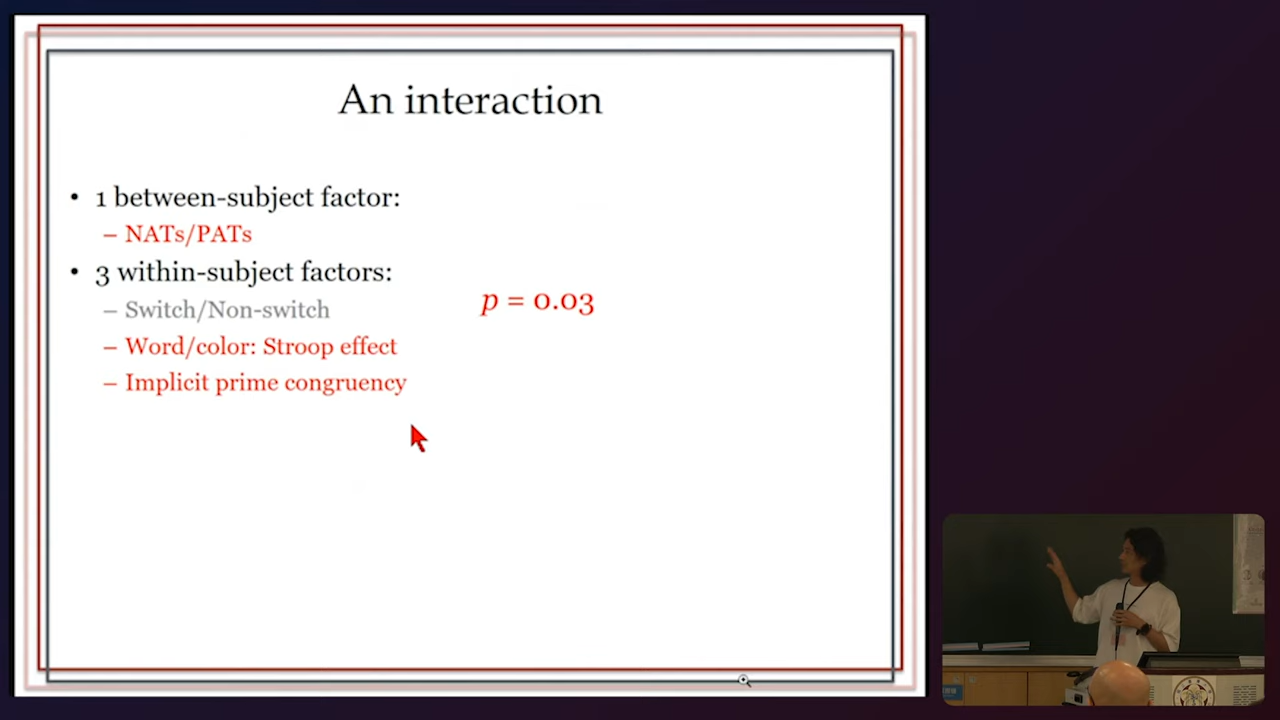 An interaction
• 1 between-subject factor:
– NATs/PATs
• 3 within-subject factors:
– Switch/Non-switch
p = 0.03
– Word/color: Stroop effect
– Implicit prime congruency